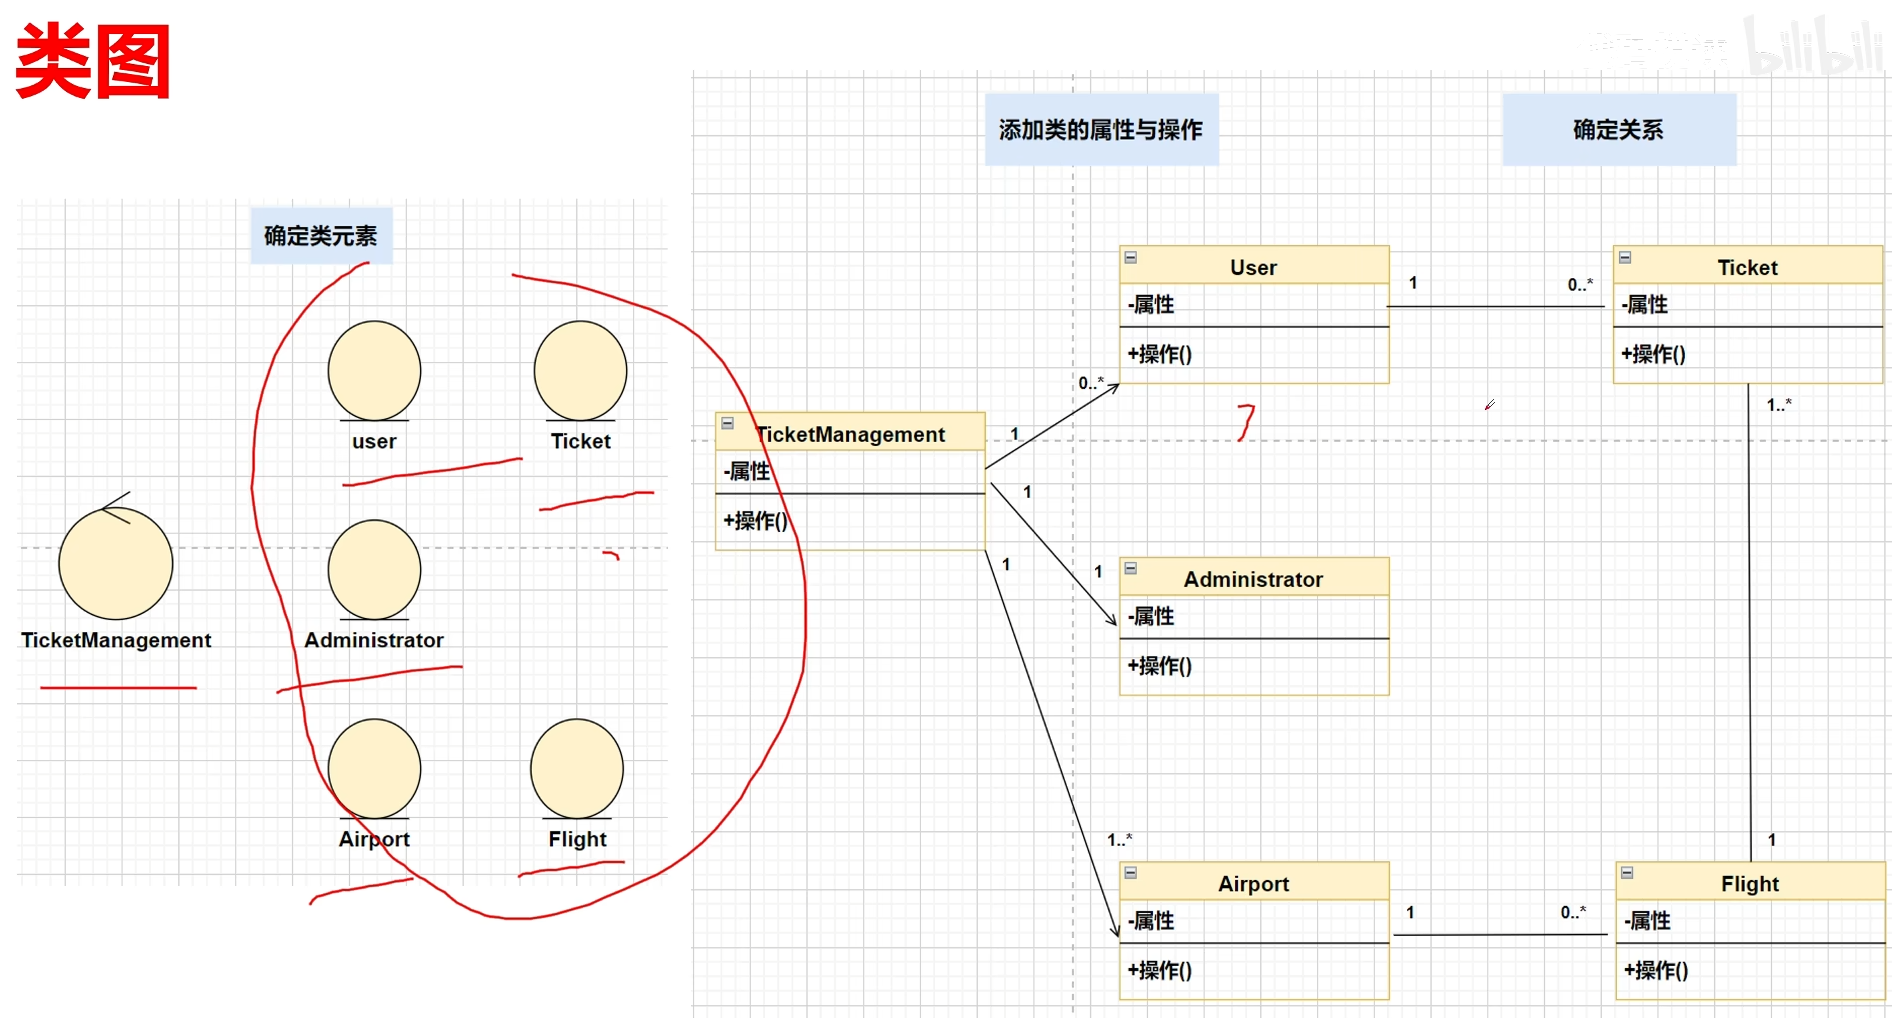 类图
bilibili
确定类元素
user
Ticket
TicketManagement
Administrator
Airport
Flight
添加类的属性与操作
确定关系
User
-属性
+操作()
1
0..*
Ticket
-属性
+操作()
0..*
1
TicketManagement
-属性
+操作()
1
1
1
1..*
Administrator
-属性
+操作()
1..*
1
Airport
-属性
+操作()
1
0..*
Flight
-属性
+操作()